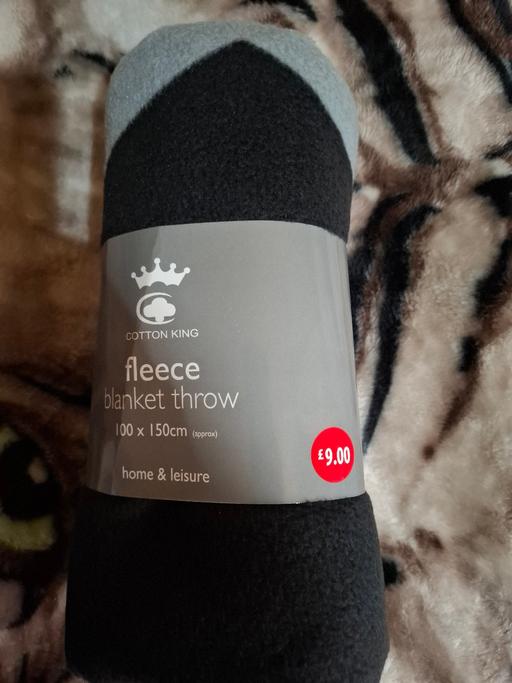 COTTON KING
fleece
blanket throw
100 x 150cm (approx)
£9.00
home & leisure